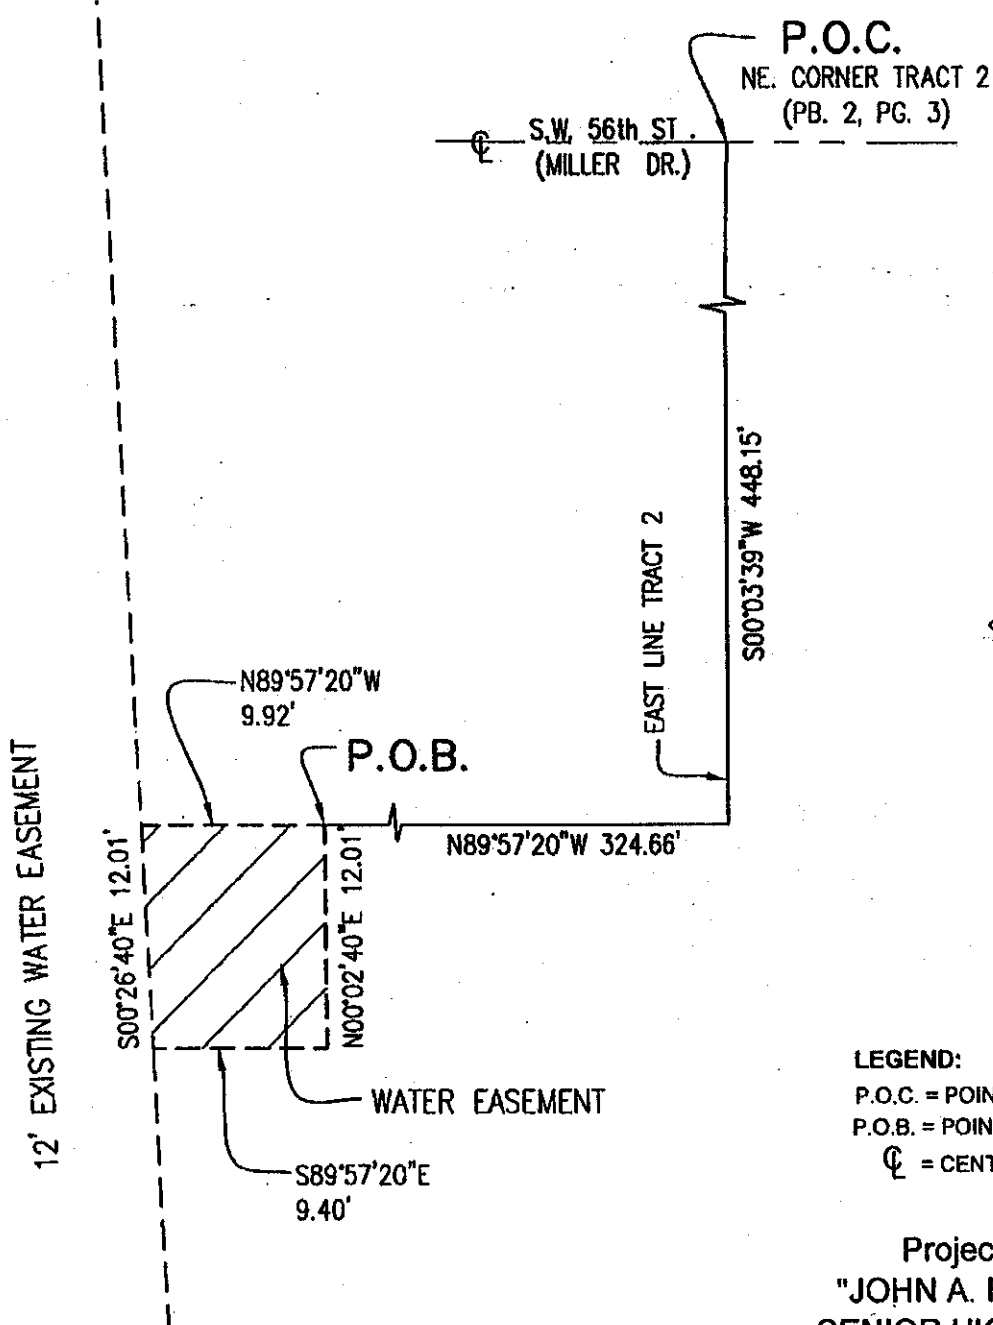 P.O.C.
NE. CORNER TRACT 2
(PB. 2, PG. 3)
℄ S.W. 56th ST.
(MILLER DR.)
S00°03'39"W 448.15'
EAST LINE TRACT 2
N89°57'20"W
9.92'
P.O.B.
N89°57'20"W 324.66'
12' EXISTING WATER EASEMENT
S00°26'40"E 12.01'
N00°02'40"E 12.01'
WATER EASEMENT
S89°57'20"E
9.40'
LEGEND:
P.O.C. = POIN
P.O.B. = POIN
℄ = CENT
Projec
"JOHN A.
SENIOR